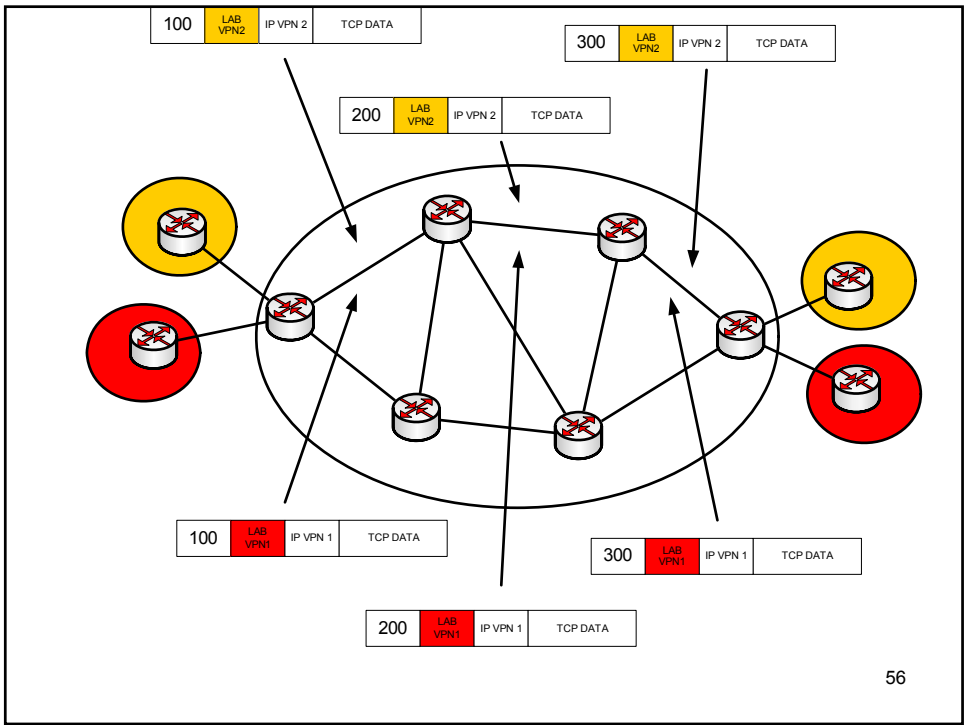 100 LAB VPN2 IP VPN 2 TCP DATA
300 LAB VPN2 IP VPN 2 TCP DATA
200 LAB VPN2 IP VPN 2 TCP DATA
100 LAB VPN1 IP VPN 1 TCP DATA
300 LAB VPN1 IP VPN 1 TCP DATA
200 LAB VPN1 IP VPN 1 TCP DATA
56